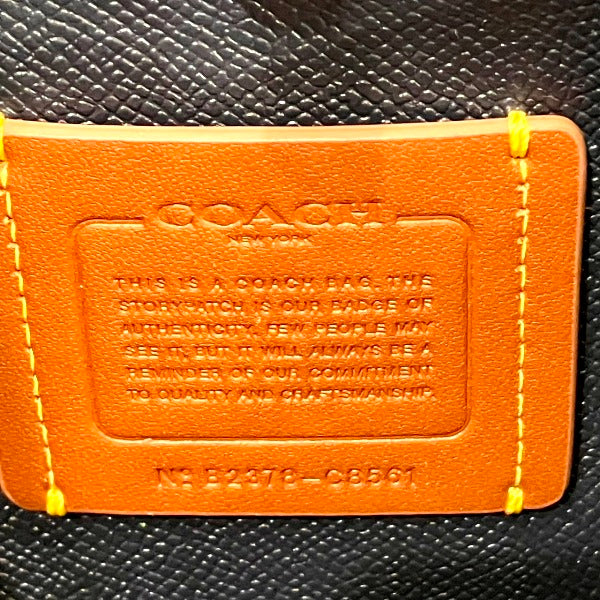 COACH
NEW YORK
THIS IS A COACH BAG. THE
STORYPATCH IS OUR BADGE OF
AUTHENTICITY. FEW PEOPLE MAY
SEE IT, BUT IT WILL ALWAYS BE A
REMINDER OF OUR COMMITMENT
TO QUALITY AND CRAFTSMANSHIP.
Nº B2378-C8561